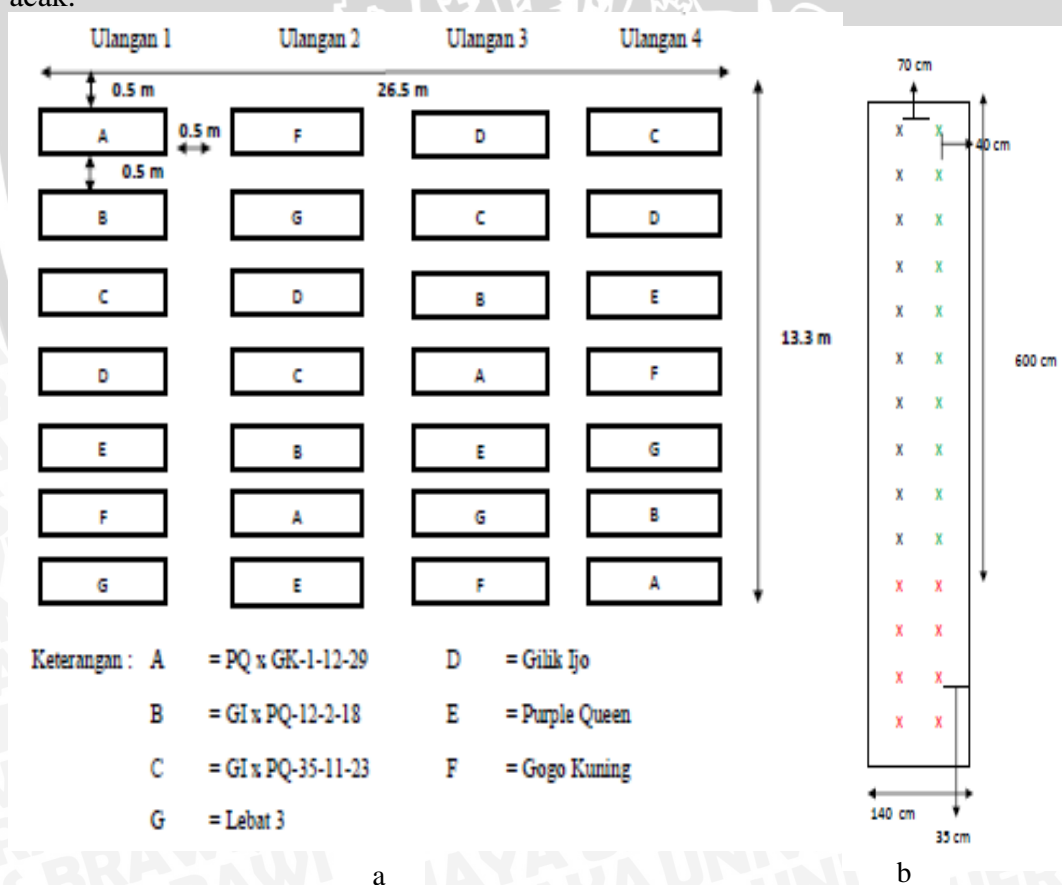 acak.
Ulangan 1 Ulangan 2 Ulangan 3 Ulangan 4
0.5 m 26.5 m
A 0.5 m F D C
0.5 m
B G C D
C D B E
D C A F
13.3 m
E B E G
F A G B
G E F A
Keterangan : A = PQ x GK-1-12-29 D = Gilik Ijo
B = GI x PQ-12-2-18 E = Purple Queen
C = GI x PQ-35-11-23 F = Gogo Kuning
G = Lebat 3
a
70 cm
X X
40 cm
X X
X X
X X
X X
X X
600 cm
X X
X X
X X
X X
X X
X X
X X
X X
140 cm
35 cm
b